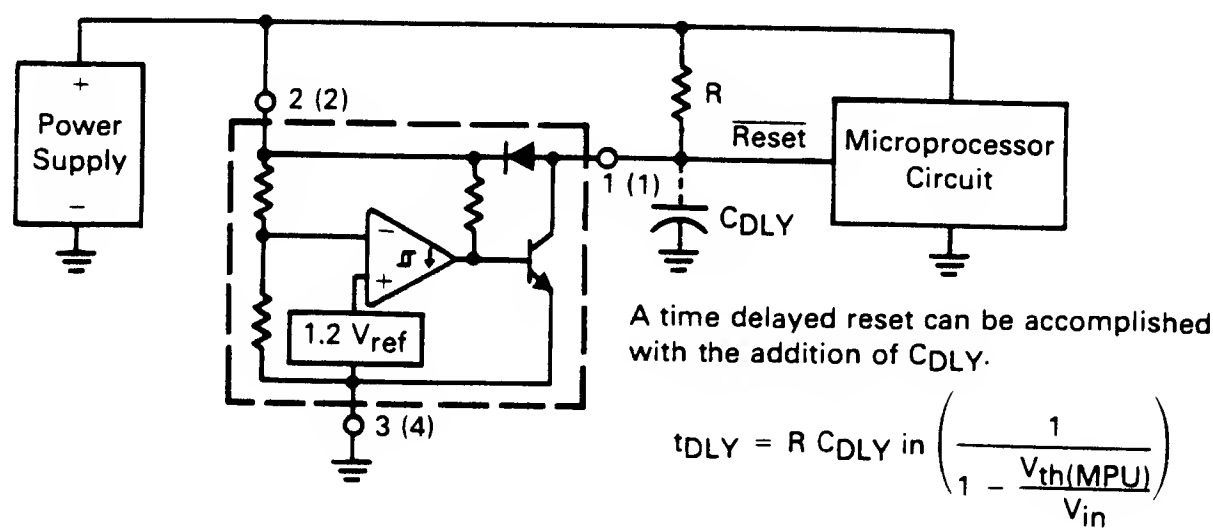 +
Power
Supply
−
2 (2)
R
Reset
Microprocessor
Circuit
1 (1)
CDLY
−
+
1.2 Vref
3 (4)
A time delayed reset can be accomplished
with the addition of CDLY.
tDLY = R CDLY in ( 1 / ( 1 − Vth(MPU) / Vin ) )